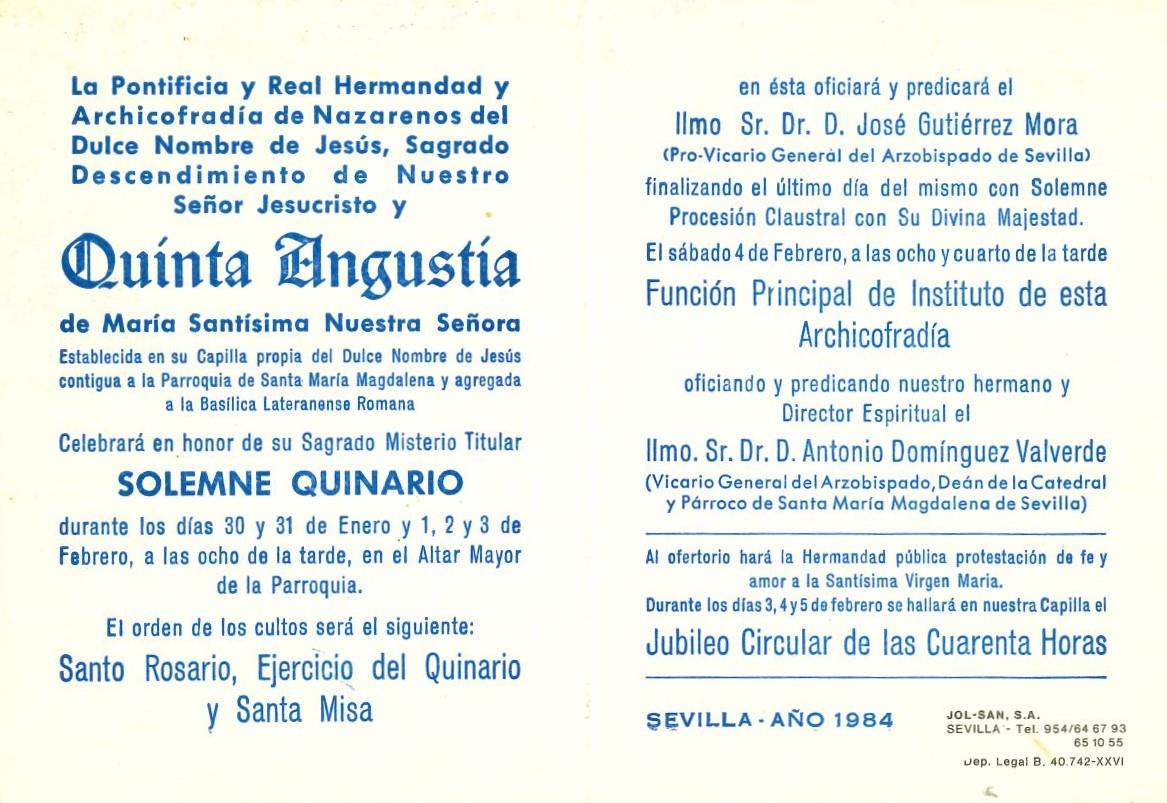 La Pontificia y Real Hermandad y
Archicofradía de Nazarenos del
Dulce Nombre de Jesús, Sagrado
Descendimiento de Nuestro
Señor Jesucristo y
Quinta Angustia
de María Santísima Nuestra Señora
Establecida en su Capilla propia del Dulce Nombre de Jesús
contigua a la Parroquia de Santa María Magdalena y agregada
a la Basílica Lateranense Romana
Celebrará en honor de su Sagrado Misterio Titular
SOLEMNE QUINARIO
durante los días 30 y 31 de Enero y 1, 2 y 3 de
Febrero, a las ocho de la tarde, en el Altar Mayor
de la Parroquia.
El orden de los cultos será el siguiente:
Santo Rosario, Ejercicio del Quinario
y Santa Misa
en ésta oficiará y predicará el
Ilmo Sr. Dr. D. José Gutiérrez Mora
(Pro-Vicario General del Arzobispado de Sevilla)
finalizando el último día del mismo con Solemne
Procesión Claustral con Su Divina Majestad.
El sábado 4 de Febrero, a las ocho y cuarto de la tarde
Función Principal de Instituto de esta
Archicofradía
oficiando y predicando nuestro hermano y
Director Espiritual el
Ilmo. Sr. Dr. D. Antonio Domínguez Valverde
(Vicario General del Arzobispado, Deán de la Catedral
y Párroco de Santa María Magdalena de Sevilla)
Al ofertorio hará la Hermandad pública protestación de fe y
amor a la Santísima Virgen Maria.
Durante los días 3, 4 y 5 de febrero se hallará en nuestra Capilla el
Jubileo Circular de las Cuarenta Horas
SEVILLA - AÑO 1984
JOL-SAN, S.A.
SEVILLA - Tel. 954/64 67 93
65 10 55
Dep. Legal B. 40.742-XXVI